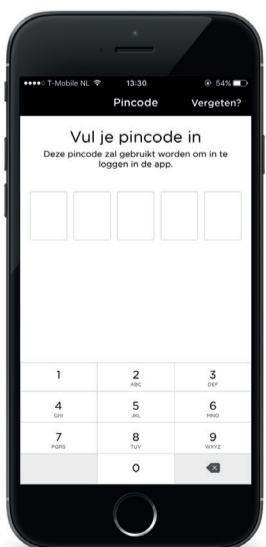 T-Mobile NL 13:30 54%
Pincode Vergeten?
Vul je pincode in
Deze pincode zal gebruikt worden om in te
loggen in de app.
1 2 3
ABC DEF
4 5 6
GHI JKL MNO
7 8 9
PQRS TUV WXYZ
0